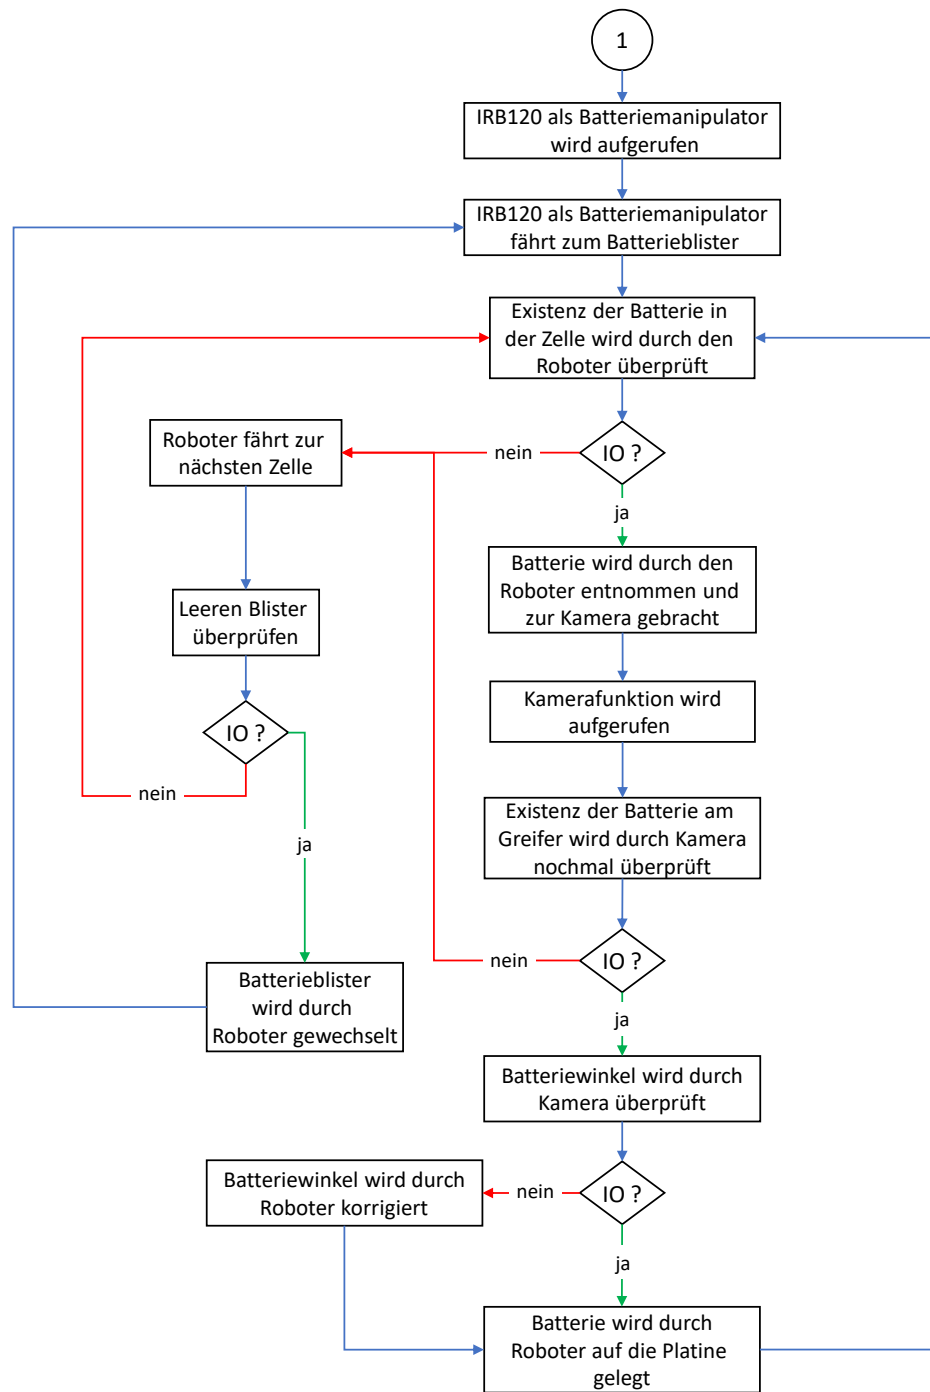 1
IRB120 als Batteriemanipulator
wird aufgerufen
IRB120 als Batteriemanipulator
fährt zum Batterieblister
Existenz der Batterie in
der Zelle wird durch den
Roboter überprüft
IO ?
nein
Roboter fährt zur
nächsten Zelle
ja
Batterie wird durch den
Roboter entnommen und
zur Kamera gebracht
Leeren Blister
überprüfen
Kamerafunktion wird
aufgerufen
IO ?
nein
ja
Existenz der Batterie am
Greifer wird durch Kamera
nochmal überprüft
IO ?
nein
Batterieblister
wird durch
Roboter gewechselt
ja
Batteriewinkel wird durch
Kamera überprüft
IO ?
nein
Batteriewinkel wird durch
Roboter korrigiert
ja
Batterie wird durch
Roboter auf die Platine
gelegt